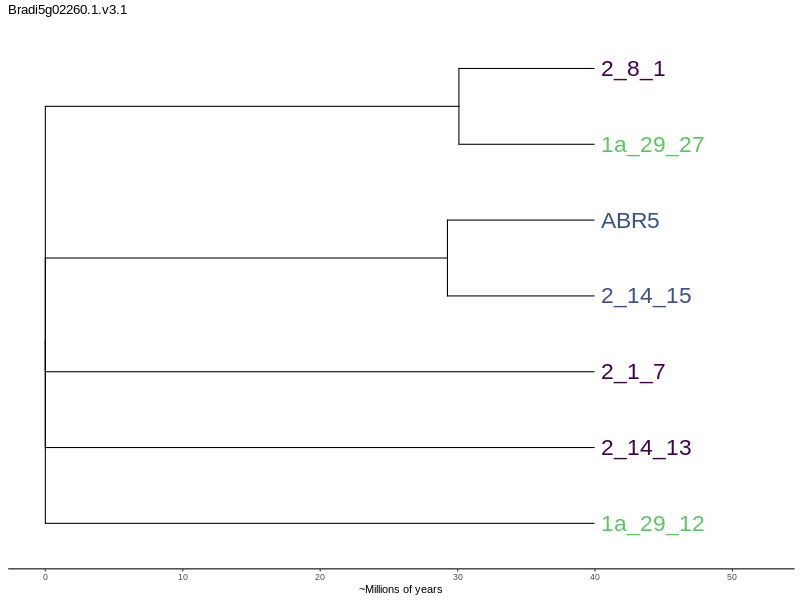 Bradi5g02260.1.v3.1
2_8_1
1a_29_27
ABR5
2_14_15
2_1_7
2_14_13
1a_29_12
0 10 20 30 40 50
~Millions of years